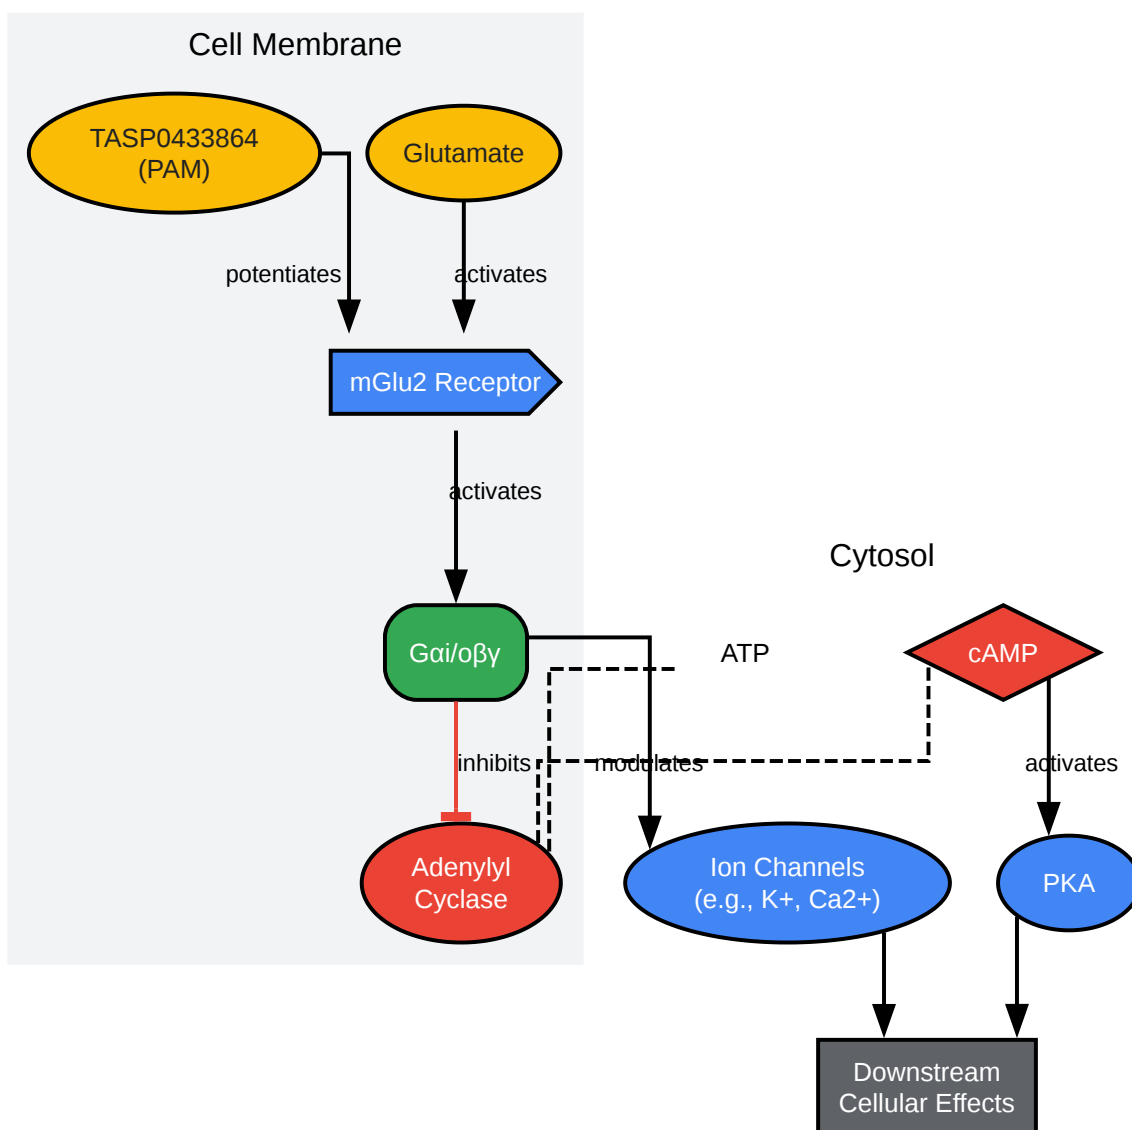 Cell Membrane
TASP0433864
(PAM)
Glutamate
potentiates
activates
mGlu2 Receptor
activates
Cytosol
Gαi/oβγ
ATP
cAMP
inhibits
modulates
activates
Adenylyl
Cyclase
Ion Channels
(e.g., K+, Ca2+)
PKA
Downstream
Cellular Effects